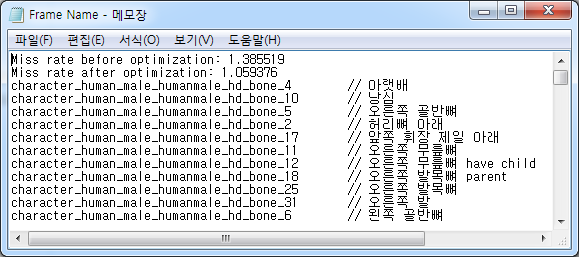 Frame Name - 메모장
파일(F) 편집(E) 서식(O) 보기(V) 도움말(H)
Miss rate before optimization: 1.385519
Miss rate after optimization: 1.059376
character_human_male_humanmale_hd_bone_4 // 아랫배
character_human_male_humanmale_hd_bone_10 // 낭심
character_human_male_humanmale_hd_bone_5 // 오른쪽 골반뼈
character_human_male_humanmale_hd_bone_2 // 허리뼈 아래
character_human_male_humanmale_hd_bone_17 // 앞쪽 휘장 제일 아래
character_human_male_humanmale_hd_bone_11 // 오른쪽 무릎뼈
character_human_male_humanmale_hd_bone_12 // 오른쪽 무릎뼈 have child
character_human_male_humanmale_hd_bone_18 // 오른쪽 발목뼈 parent
character_human_male_humanmale_hd_bone_25 // 오른쪽 발목뼈
character_human_male_humanmale_hd_bone_31 // 오른쪽 발
character_human_male_humanmale_hd_bone_6 // 왼쪽 골반뼈